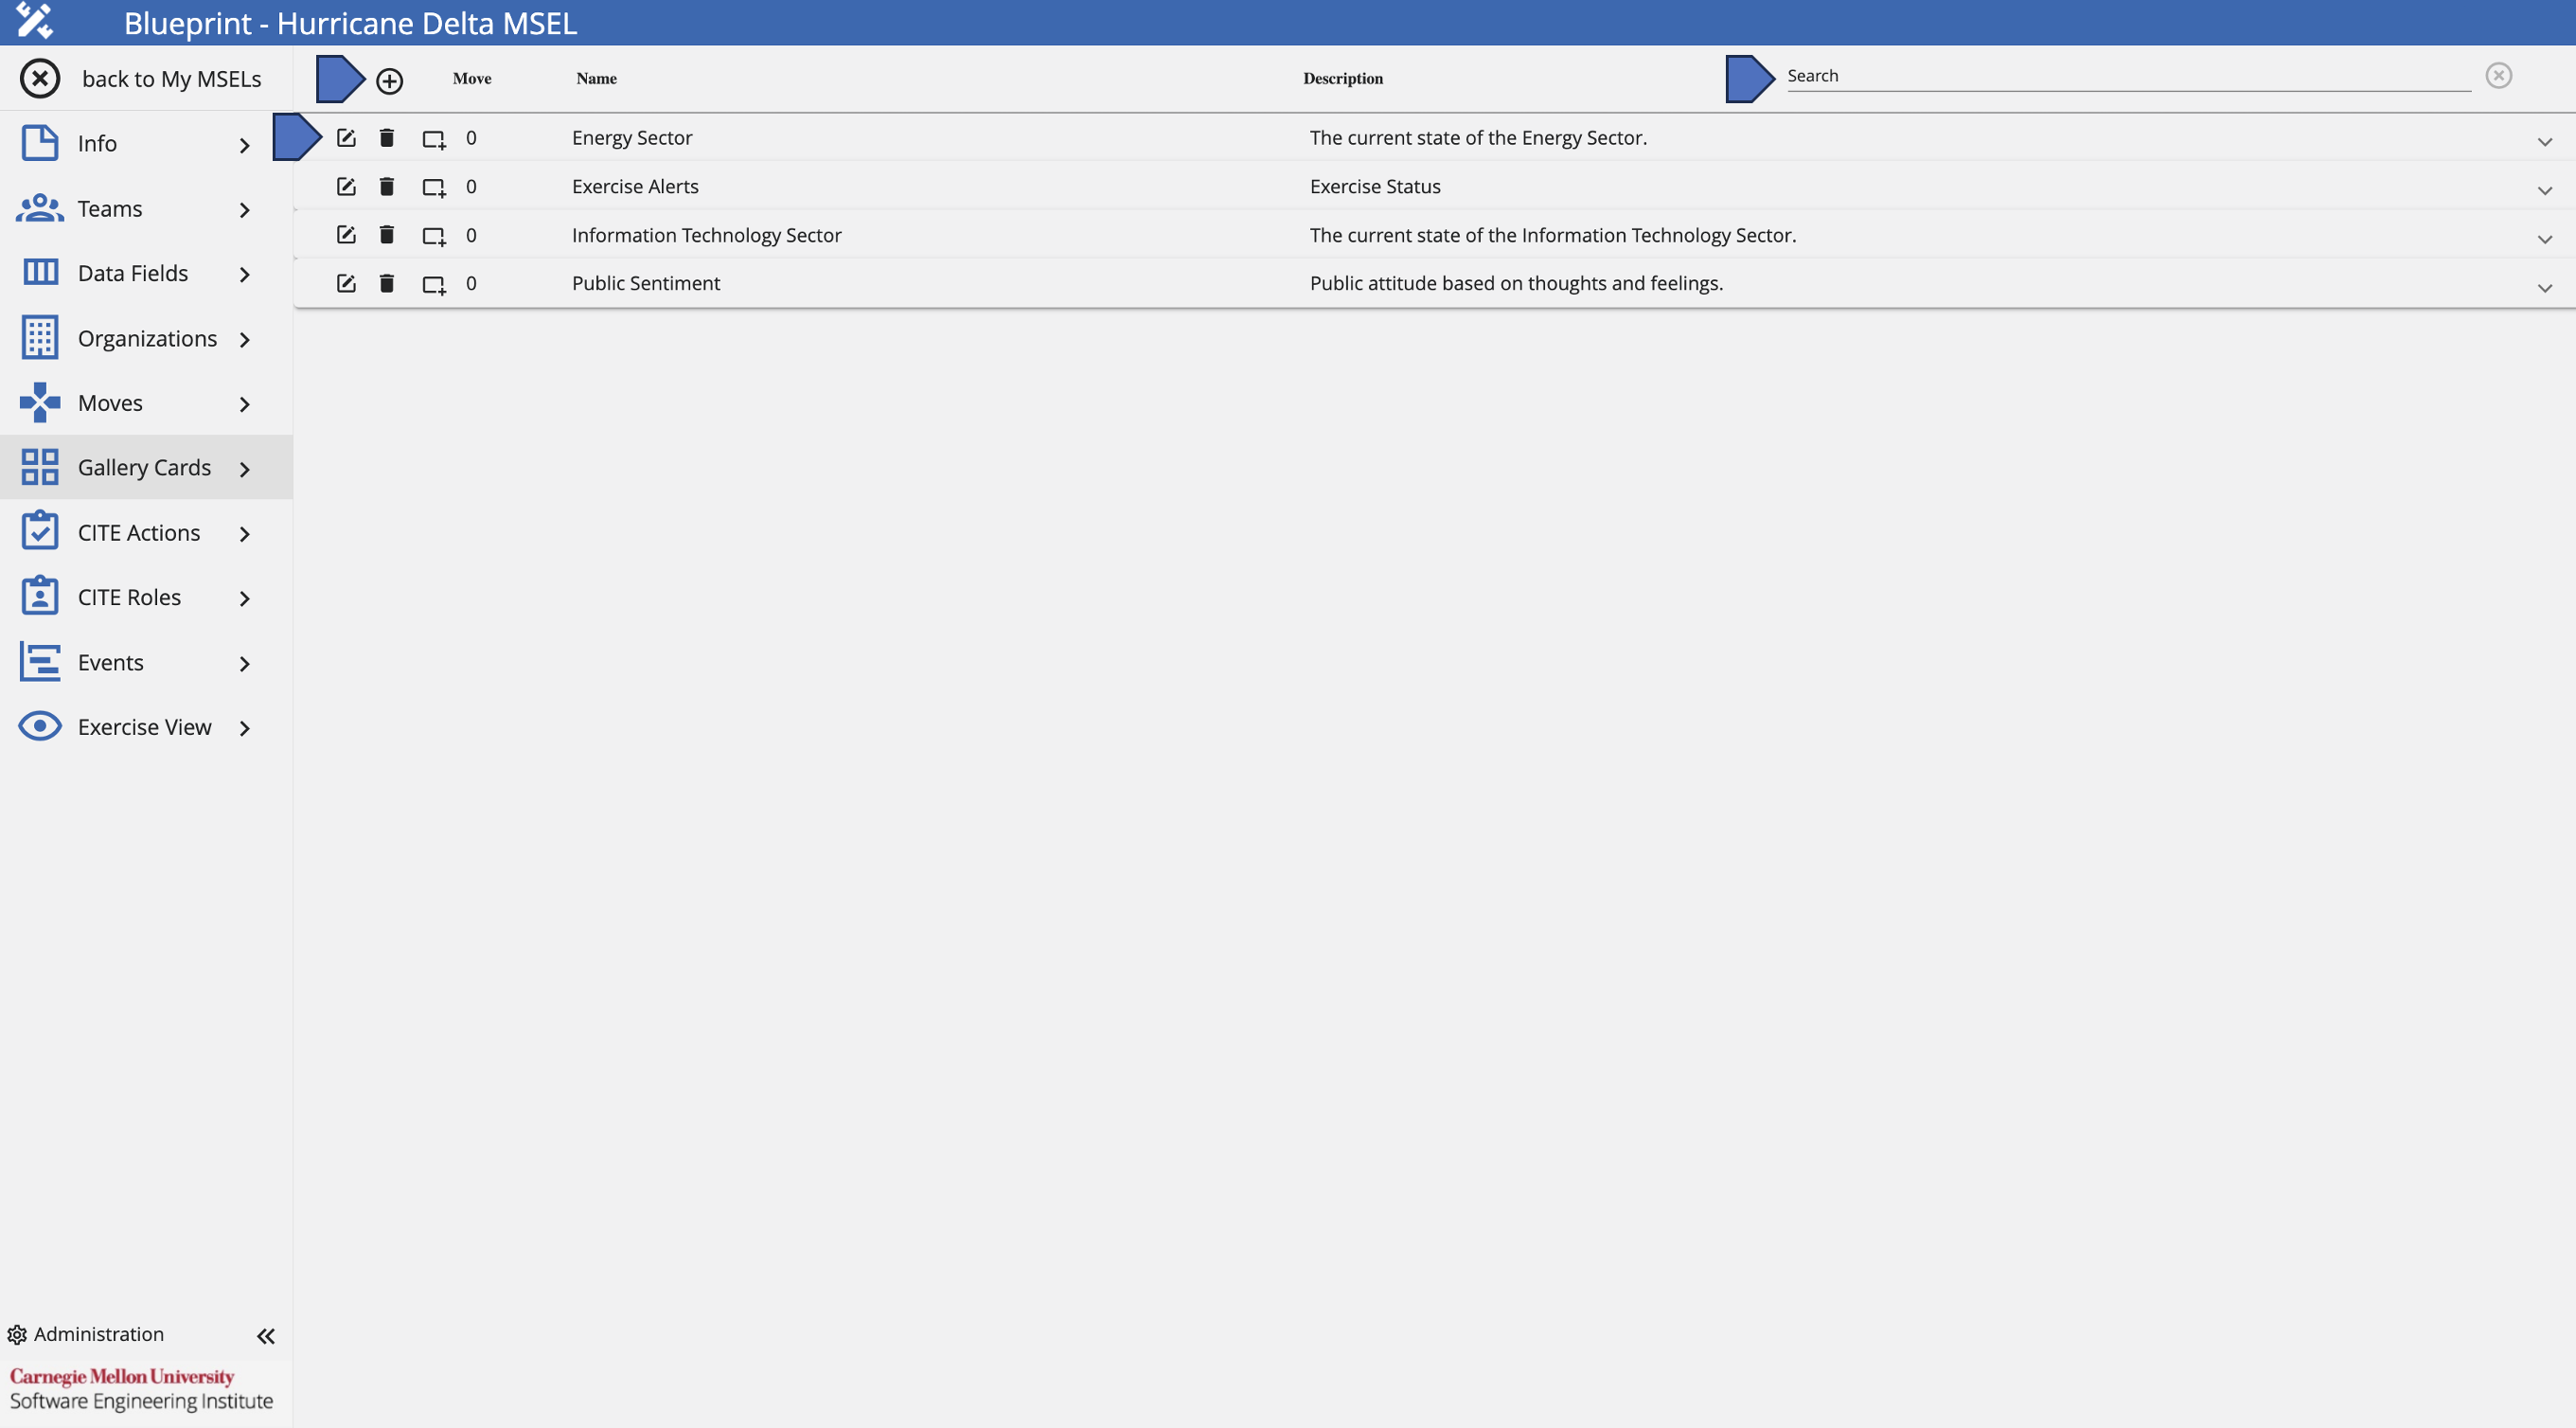 Blueprint - Hurricane Delta MSEL
back to My MSELs
Move Name Description Search
Info
Teams
Data Fields
Organizations
Moves
Gallery Cards
CITE Actions
CITE Roles
Events
Exercise View
0 Energy Sector The current state of the Energy Sector.
0 Exercise Alerts Exercise Status
0 Information Technology Sector The current state of the Information Technology Sector.
0 Public Sentiment Public attitude based on thoughts and feelings.
Administration
Carnegie Mellon University
Software Engineering Institute